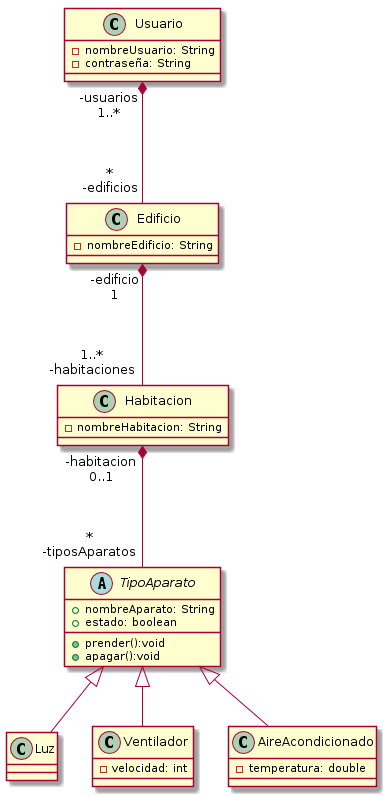 C Usuario
nombreUsuario: String
contraseña: String
-usuarios
1..*
*
-edificios
C Edificio
nombreEdificio: String
-edificio
1
1..*
-habitaciones
C Habitacion
nombreHabitacion: String
-habitacion
0..1
*
-tiposAparatos
A TipoAparato
nombreAparato: String
estado: boolean
prender():void
apagar():void
C Luz
C Ventilador
velocidad: int
C AireAcondicionado
temperatura: double